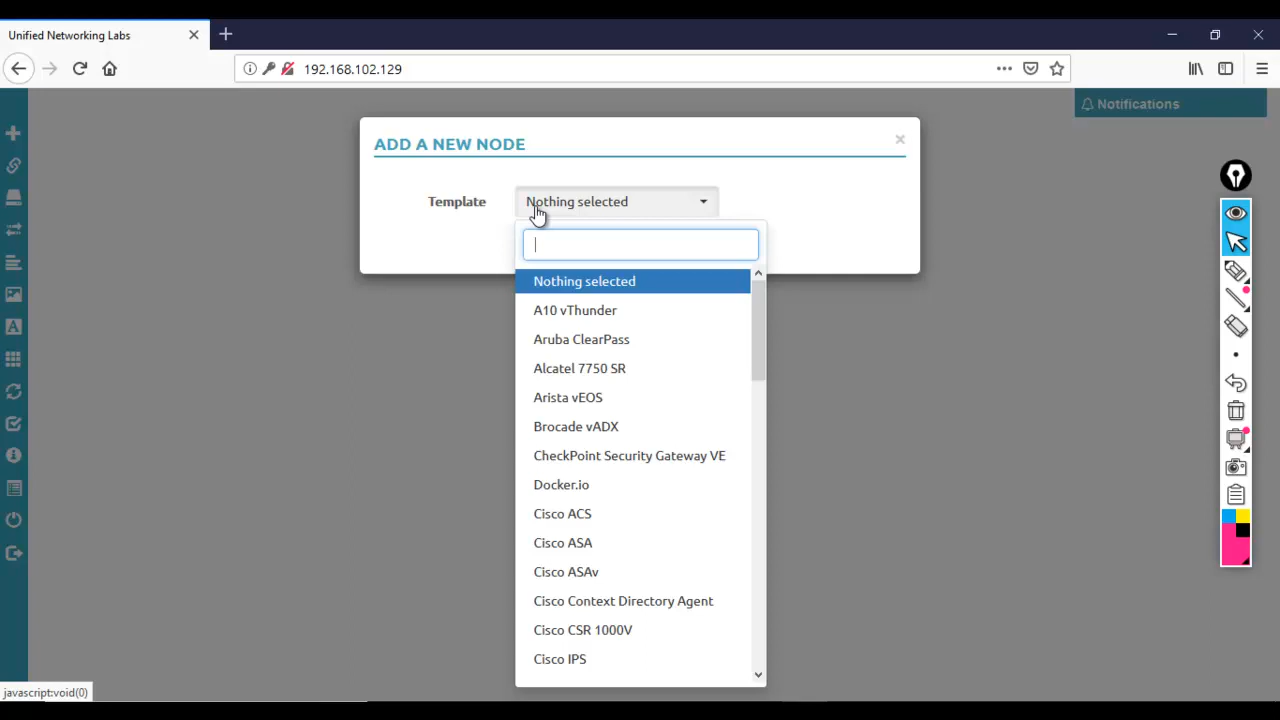 Unified Networking Labs
192.168.102.129
Notifications
ADD A NEW NODE
Template
Nothing selected
Nothing selected
A10 vThunder
Aruba ClearPass
Alcatel 7750 SR
Arista vEOS
Brocade vADX
CheckPoint Security Gateway VE
Docker.io
Cisco ACS
Cisco ASA
Cisco ASAv
Cisco Context Directory Agent
Cisco CSR 1000V
Cisco IPS
javascript:void(0)